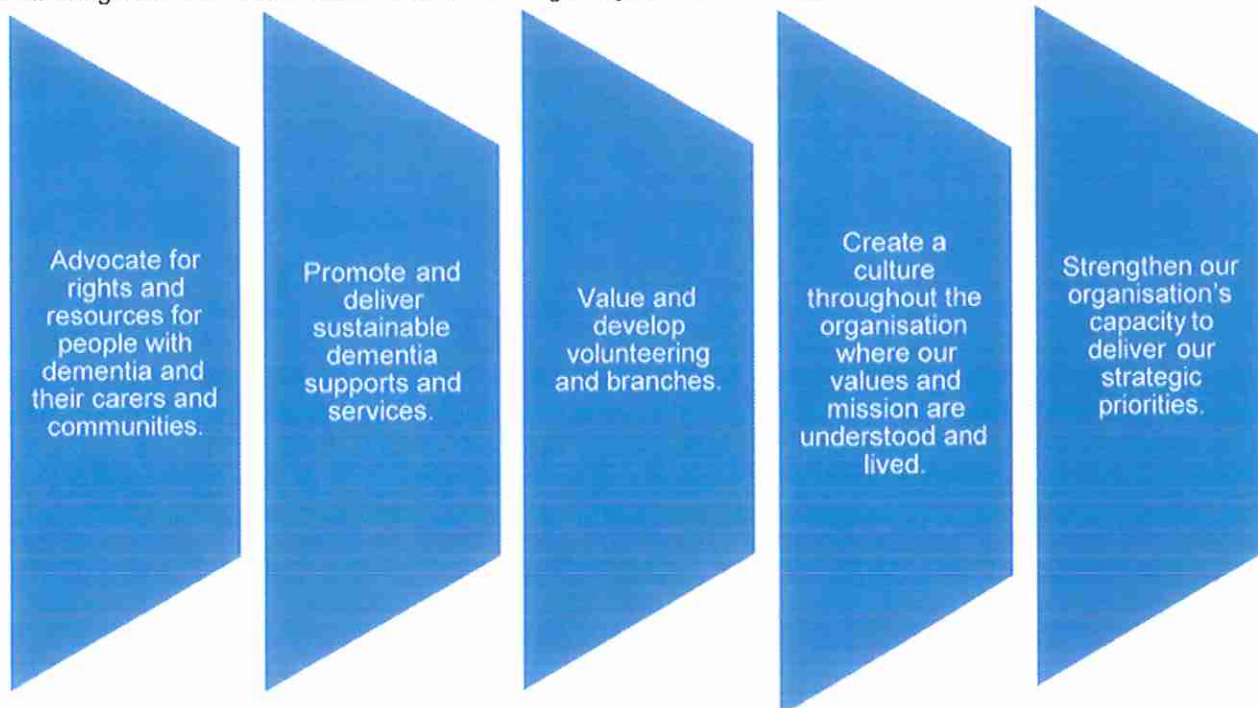 Advocate for
rights and
resources for
people with
dementia and
their carers and
communities.
Promote and
deliver
sustainable
dementia
supports and
services.
Value and
develop
volunteering
and branches.
Create a
culture
throughout the
organisation
where our
values and
mission are
understood and
lived.
Strengthen our
organisation's
capacity to
deliver our
strategic
priorities.